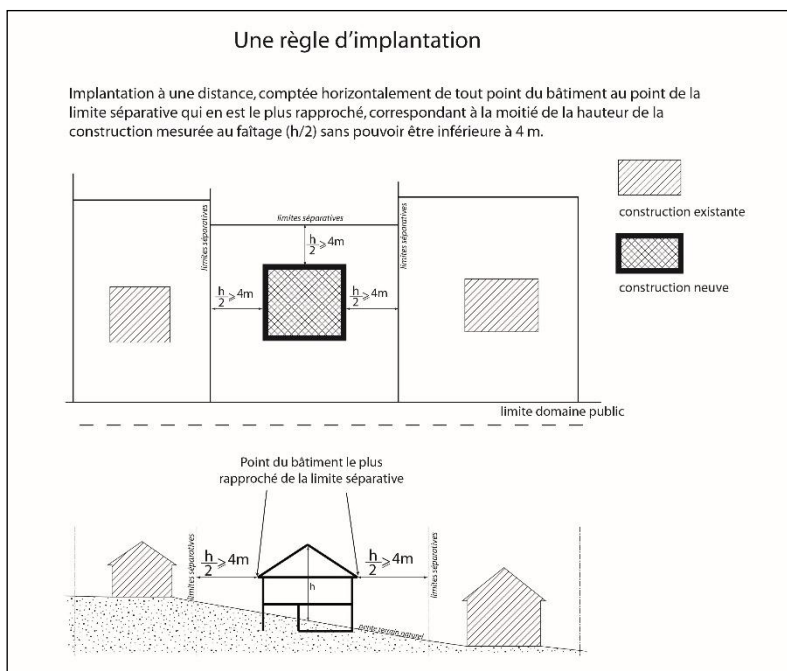 Une règle d'implantation
Implantation à une distance, comptée horizontalement de tout point du bâtiment au point de la
limite séparative qui en est le plus rapproché, correspondant à la moitié de la hauteur de la
construction mesurée au faîtage (h/2) sans pouvoir être inférieure à 4 m.
construction existante
construction neuve
limites séparatives
limites séparatives
limites séparatives
h/2 ⩾ 4m
h/2 ⩾ 4m
h/2 ⩾ 4m
limite domaine public
Point du bâtiment le plus
rapproché de la limite séparative
limites séparatives
h/2 ⩾ 4m
h/2 ⩾ 4m
limites séparatives
h
terrain naturel